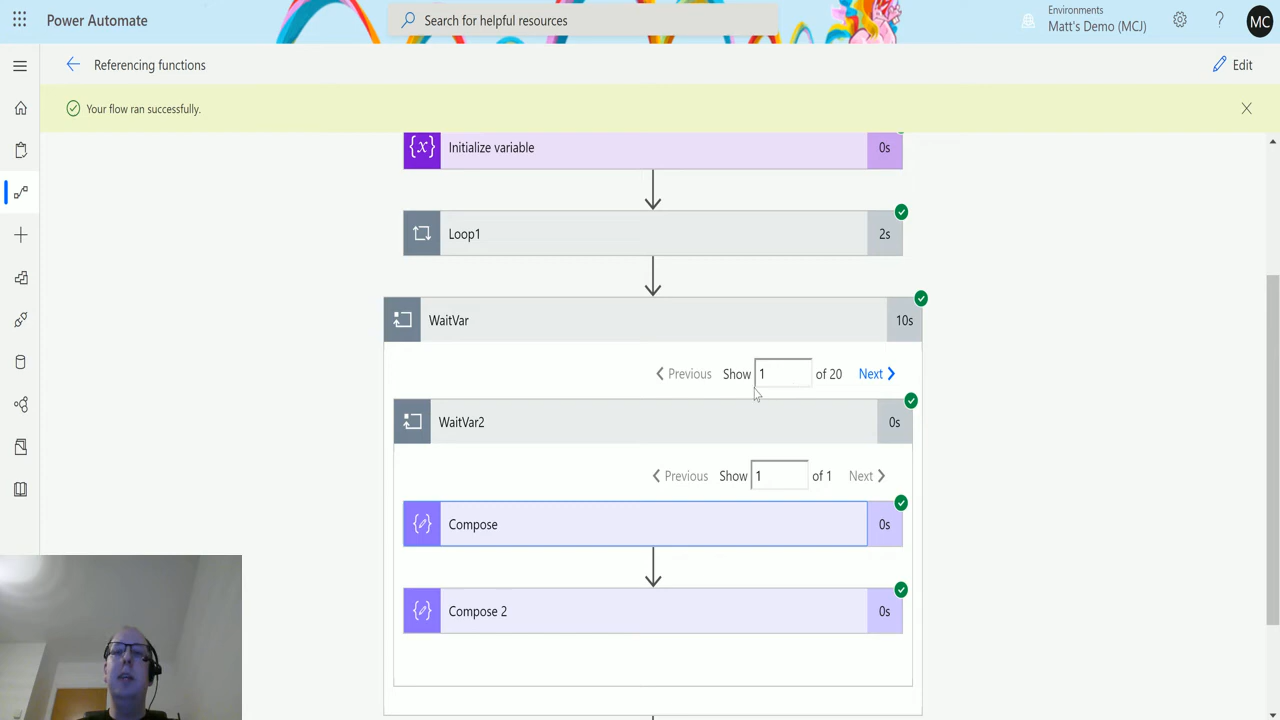 Power Automate
Search for helpful resources
Environments
Matt's Demo (MCJ)
MC
Referencing functions
Edit
Your flow ran successfully.
{x} Initialize variable 0s
Loop1 2s
WaitVar 10s
Previous Show 1 of 20 Next
WaitVar2 0s
Previous Show 1 of 1 Next
Compose 0s
Compose 2 0s